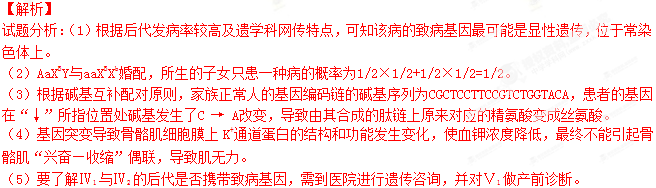 【解析】
试题分析：（1）根据后代发病率较高及遗学科网传特点，可知该病的致病基因最可能是显性遗传，位于常染
色体上。
（2）AaXᴮY与aaXᴮXᵇ婚配，所生的子女只患一种病的概率为1/2×1/2+1/2×1/2=1/2。
（3）根据碱基互补配对原则，家族正常人的基因编码链的碱基序列为CGCTCCTTCCGTCTGGTACA，患者的基因
在“↓”所指位置处碱基发生了C → A改变，导致由其合成的肽链上原来对应的精氨酸变成丝氨酸。
（4）基因突变导致骨骼肌细胞膜上 K⁺通道蛋白的结构和功能发生变化，使血钾浓度降低，最终不能引起骨
骼肌“兴奋一收缩”偶联，导致肌无力。
（5）要了解Ⅳ₁与Ⅳ₂的后代是否携带致病基因，需到医院进行遗传咨询，并对Ⅴ₁做产前诊断。